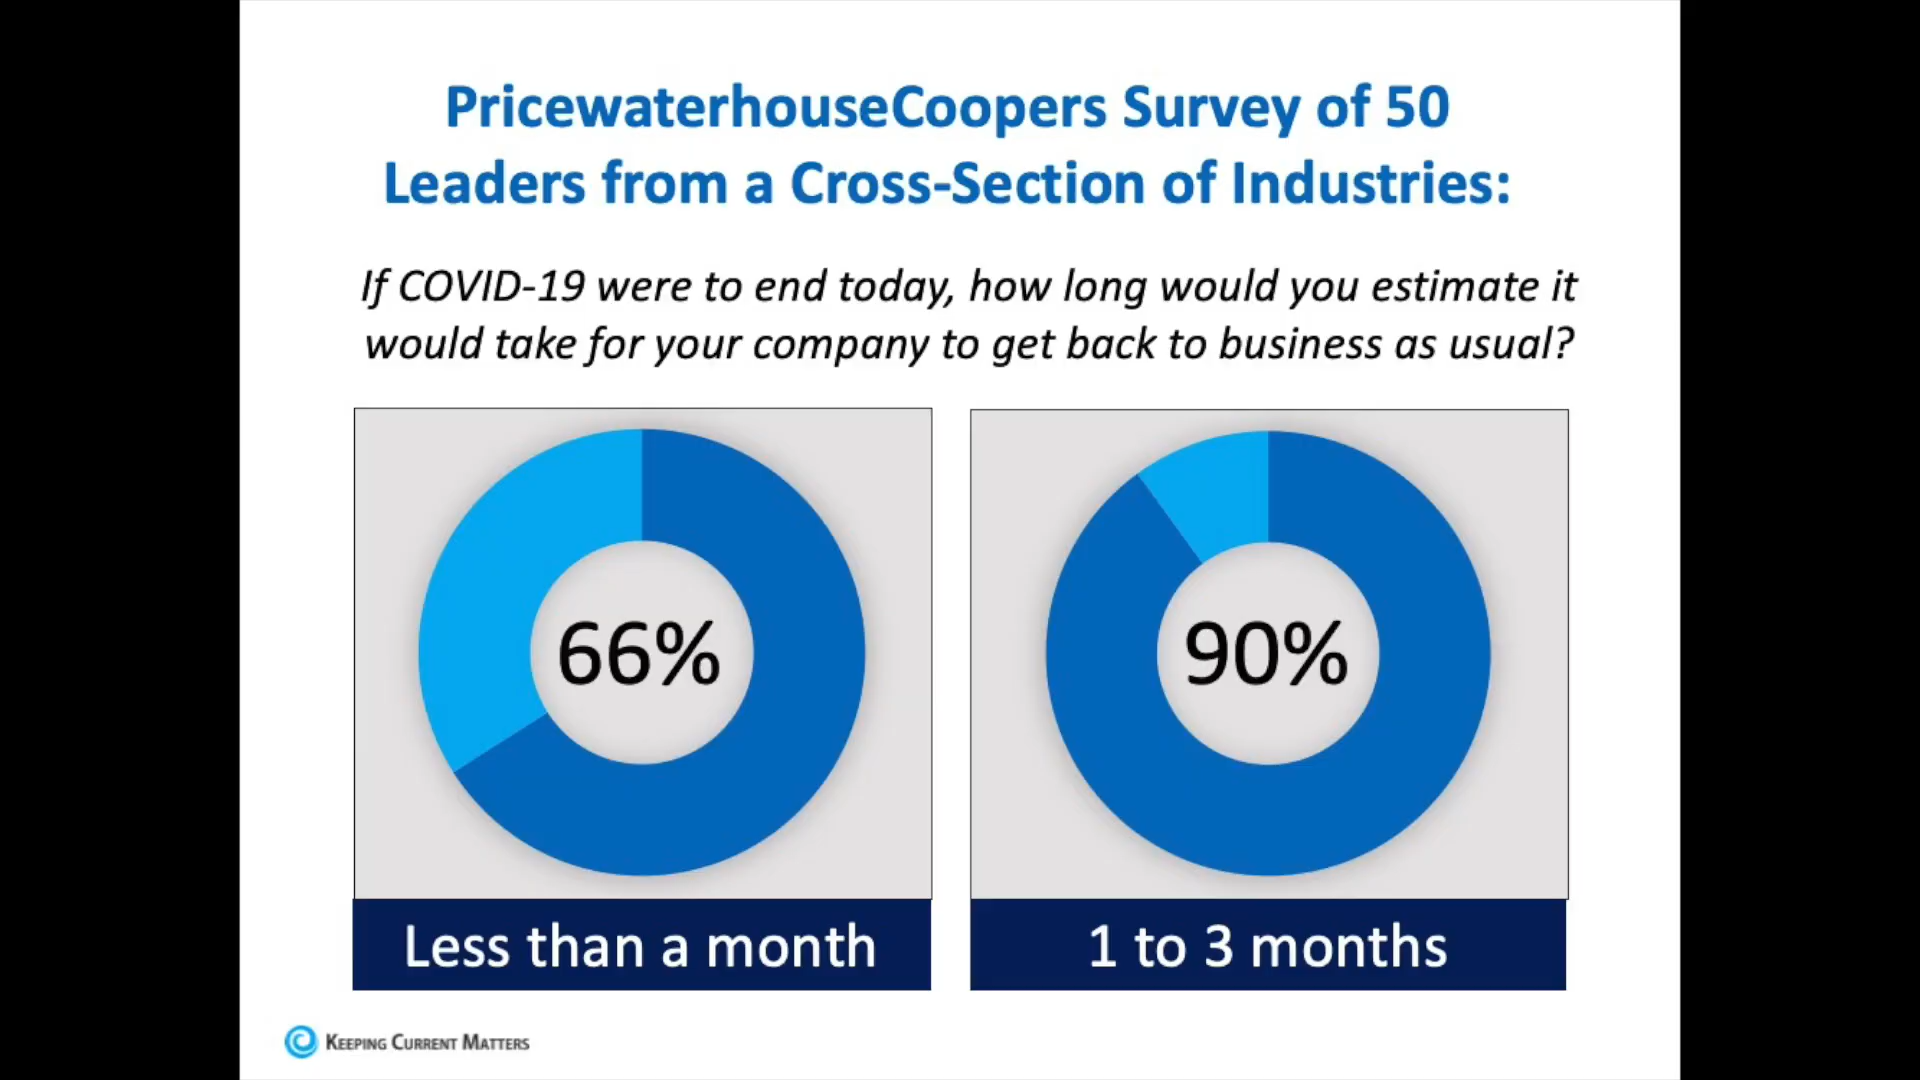 PricewaterhouseCoopers Survey of 50
Leaders from a Cross-Section of Industries:
If COVID-19 were to end today, how long would you estimate it
would take for your company to get back to business as usual?
66%
90%
Less than a month
1 to 3 months
Keeping Current Matters